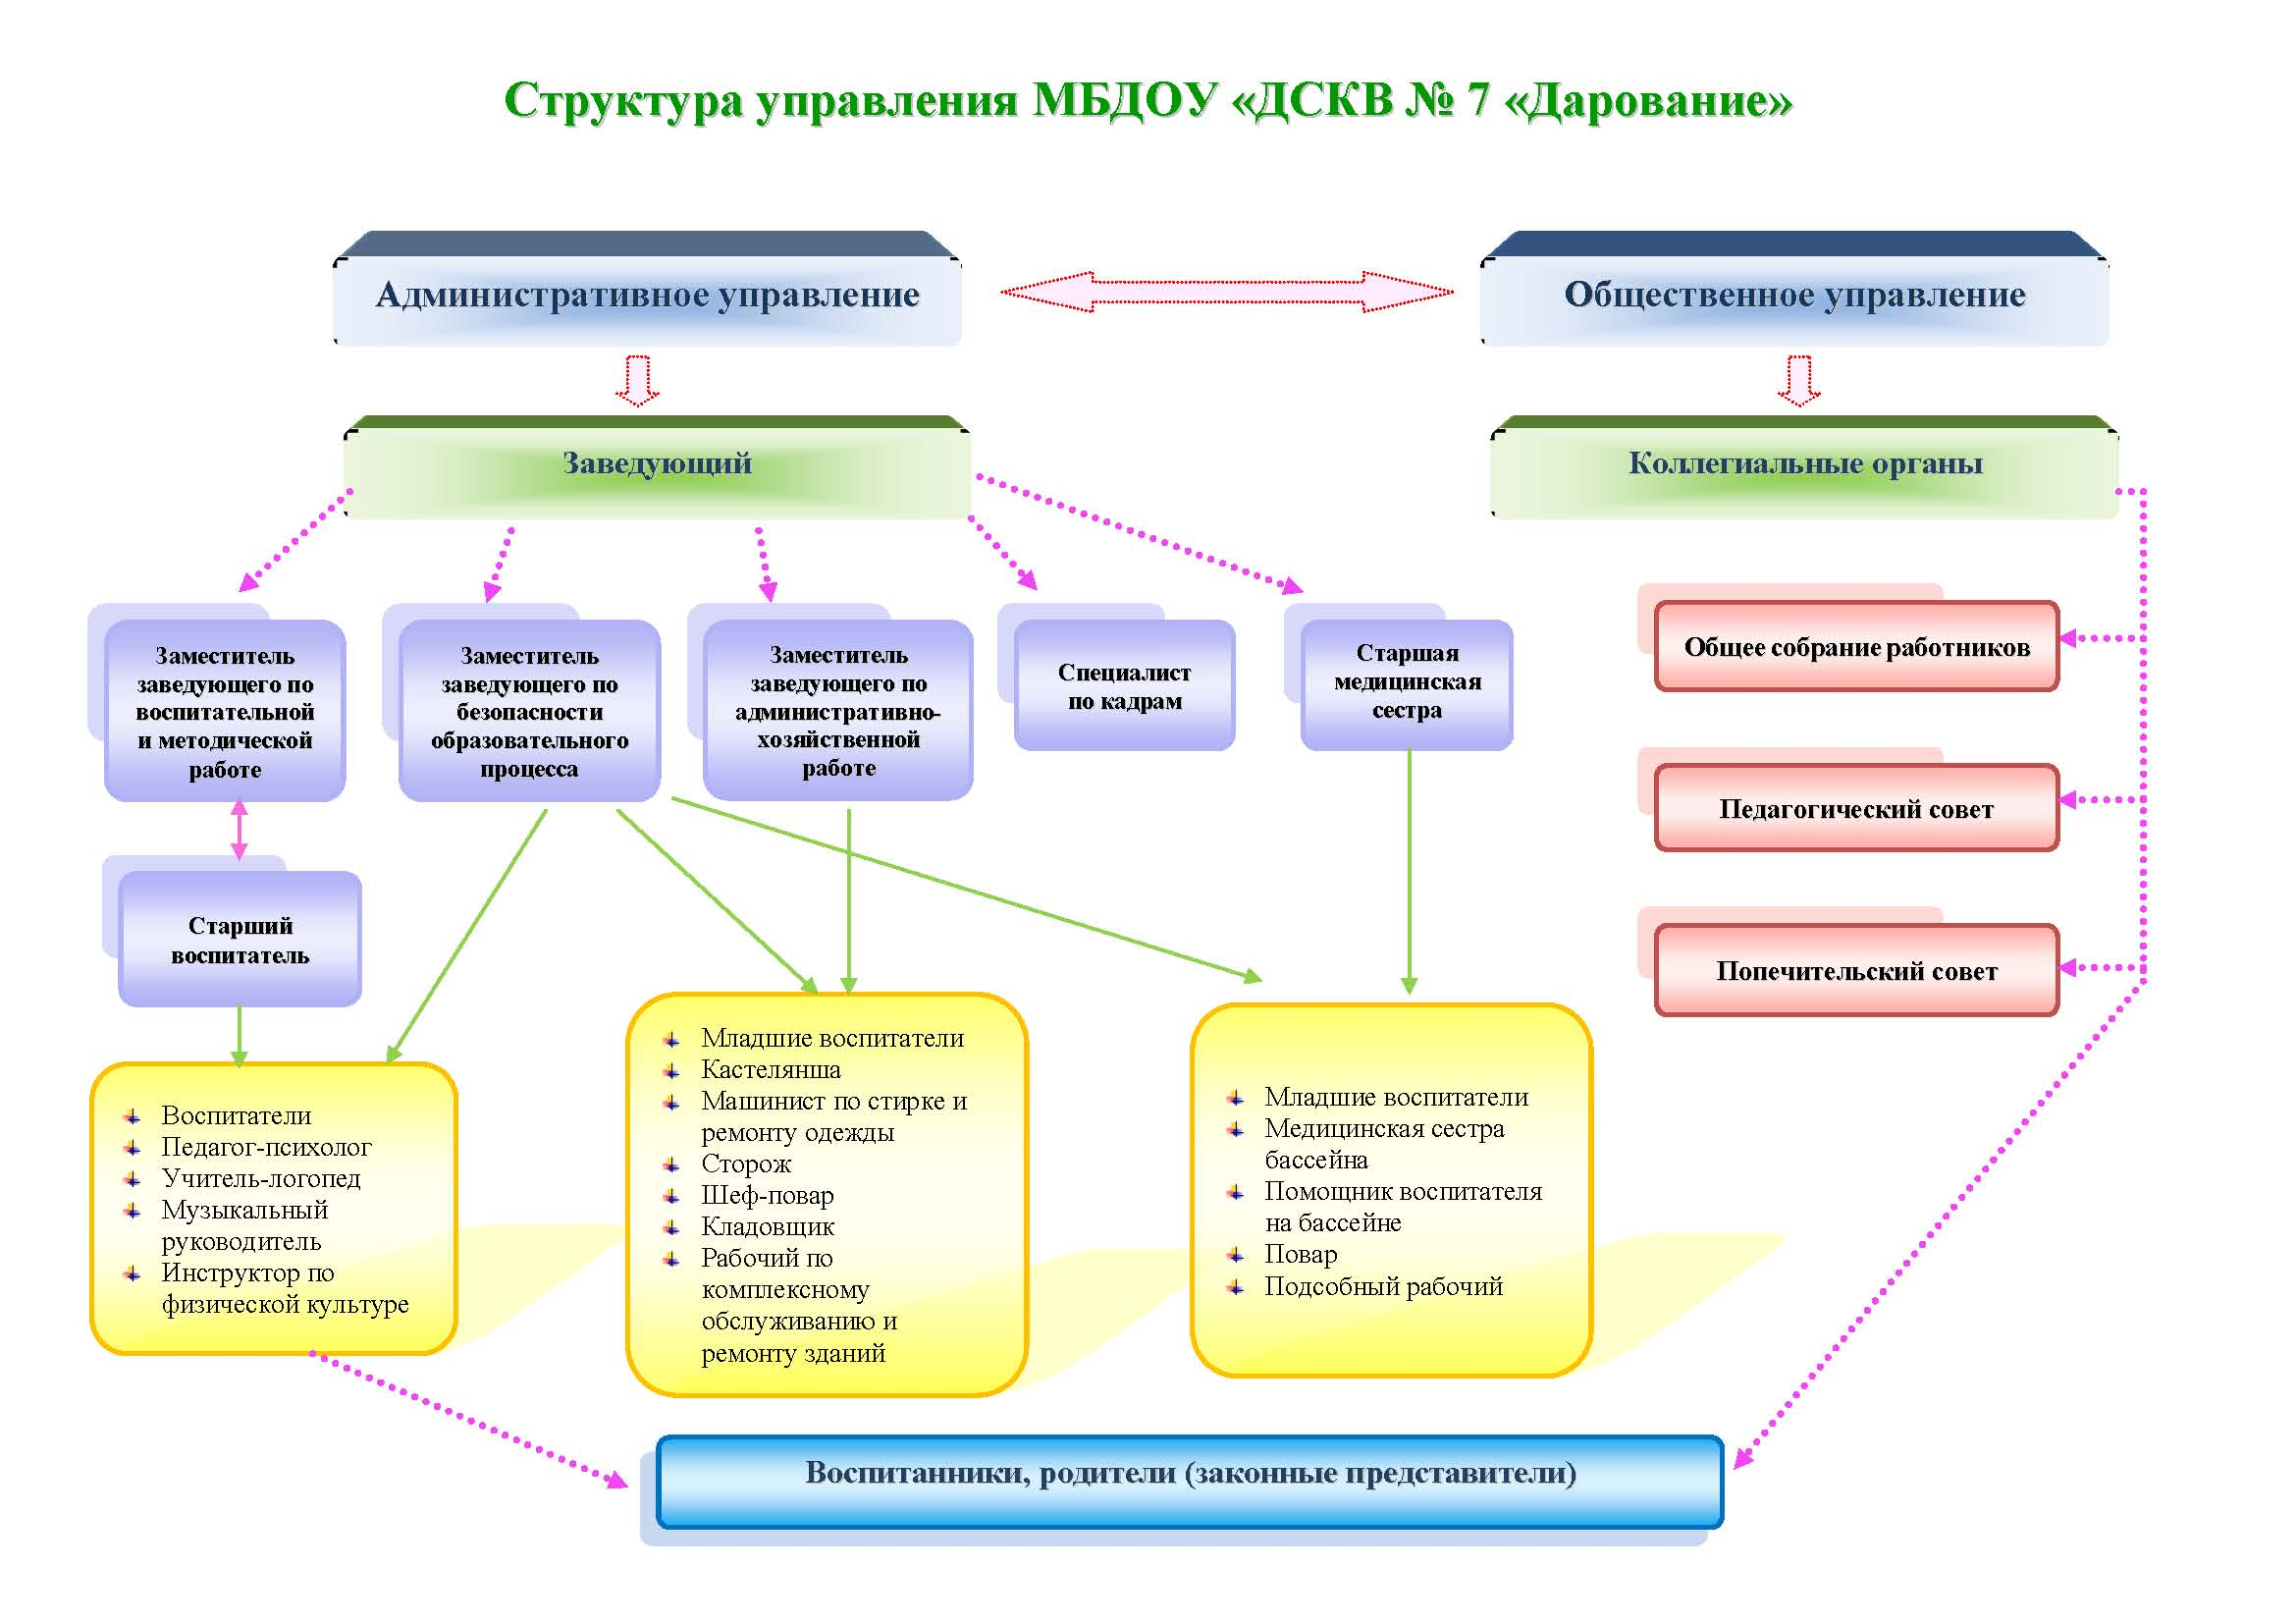 Структура управления МБДОУ «ДСКВ № 7 «Дарование»
Административное управление
Общественное управление
Заведующий
Коллегиальные органы
Заместитель
заведующего по
воспитательной
и методической
работе
Заместитель
заведующего по
безопасности
образовательного
процесса
Заместитель
заведующего по
административно-
хозяйственной
работе
Специалист
по кадрам
Старшая
медицинская
сестра
Общее собрание работников
Педагогический совет
Попечительский совет
Старший
воспитатель
Воспитатели
Педагог-психолог
Учитель-логопед
Музыкальный
руководитель
Инструктор по
физической культуре
Младшие воспитатели
Кастелянша
Машинист по стирке и
ремонту одежды
Сторож
Шеф-повар
Кладовщик
Рабочий по
комплексному
обслуживанию и
ремонту зданий
Младшие воспитатели
Медицинская сестра
бассейна
Помощник воспитателя
на бассейне
Повар
Подсобный рабочий
Воспитанники, родители (законные представители)